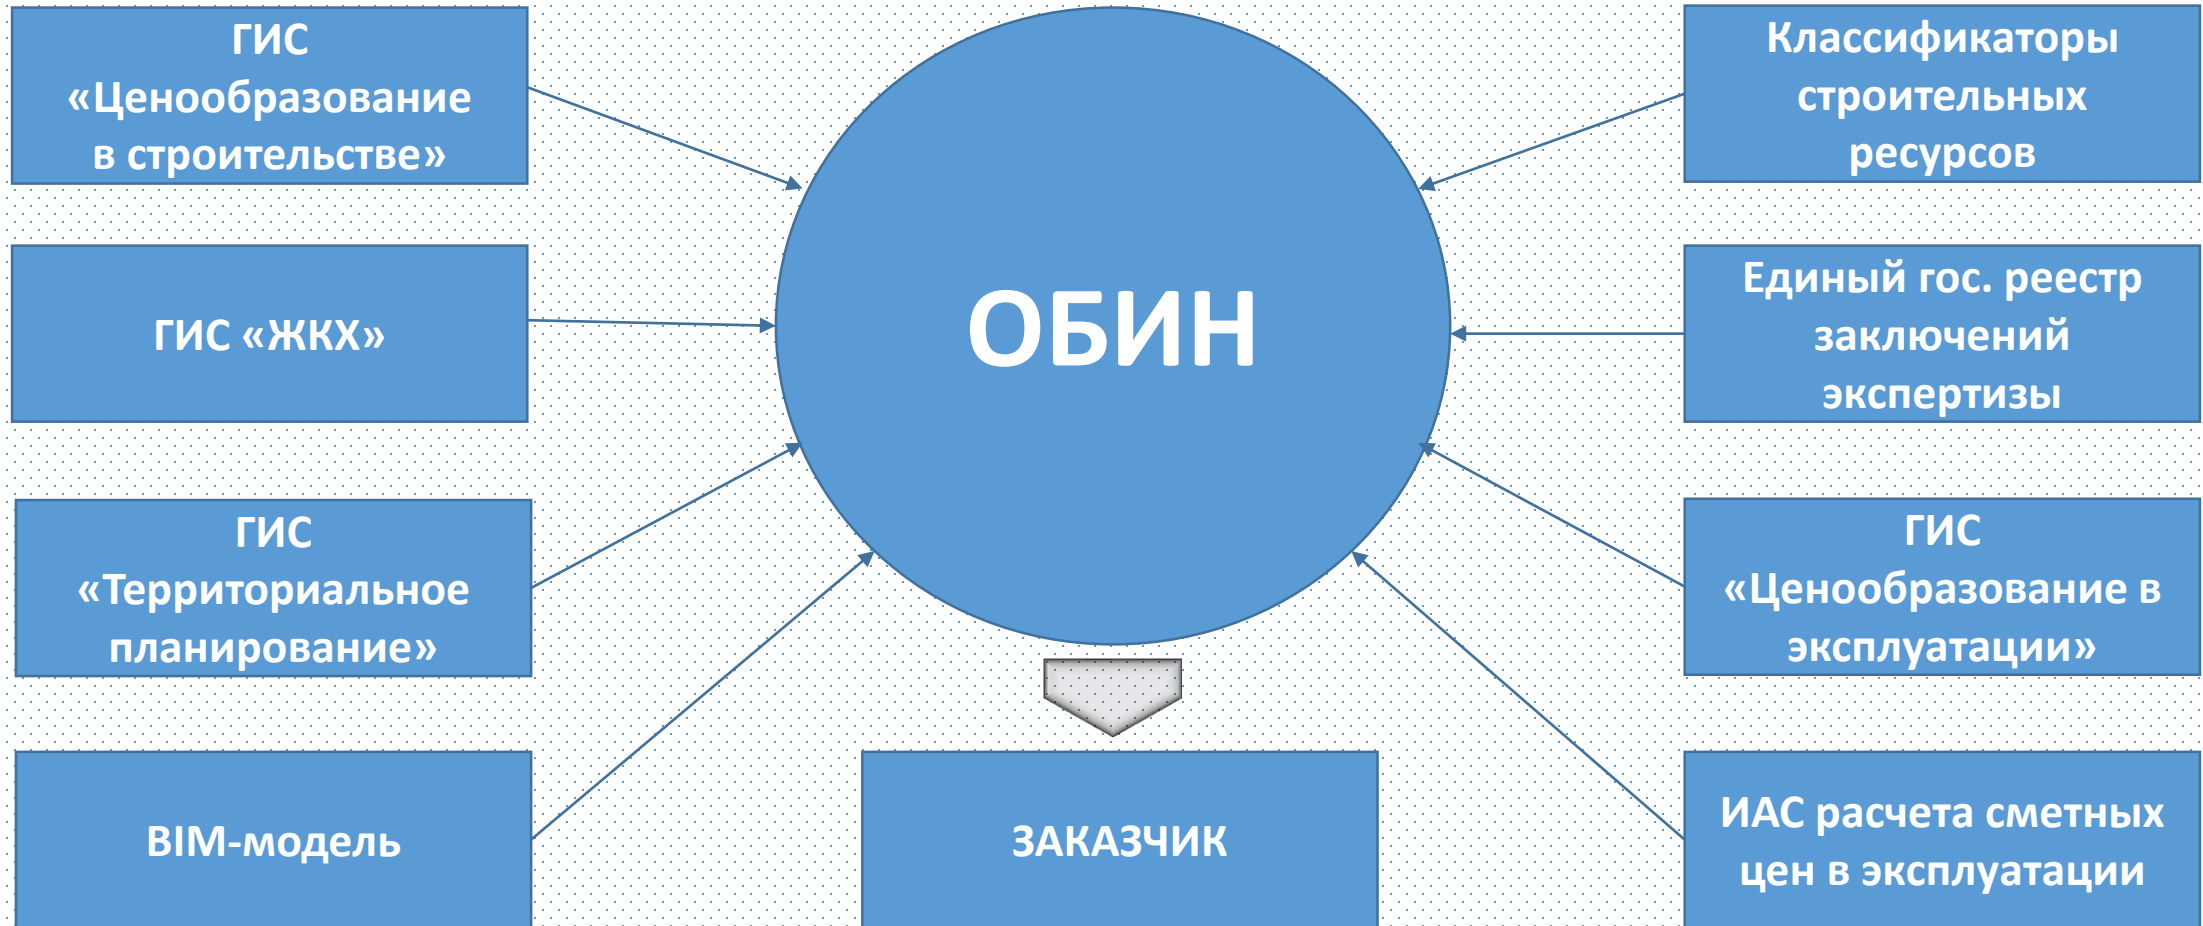 ГИС
«Ценообразование
в строительстве»
ГИС «ЖКХ»
ГИС
«Территориальное
планирование»
BIM-модель
ОБИН
ЗАКАЗЧИК
Классификаторы
строительных
ресурсов
Единый гос. реестр
заключений
экспертизы
ГИС
«Ценообразование в
эксплуатации»
ИАС расчета сметных
цен в эксплуатации